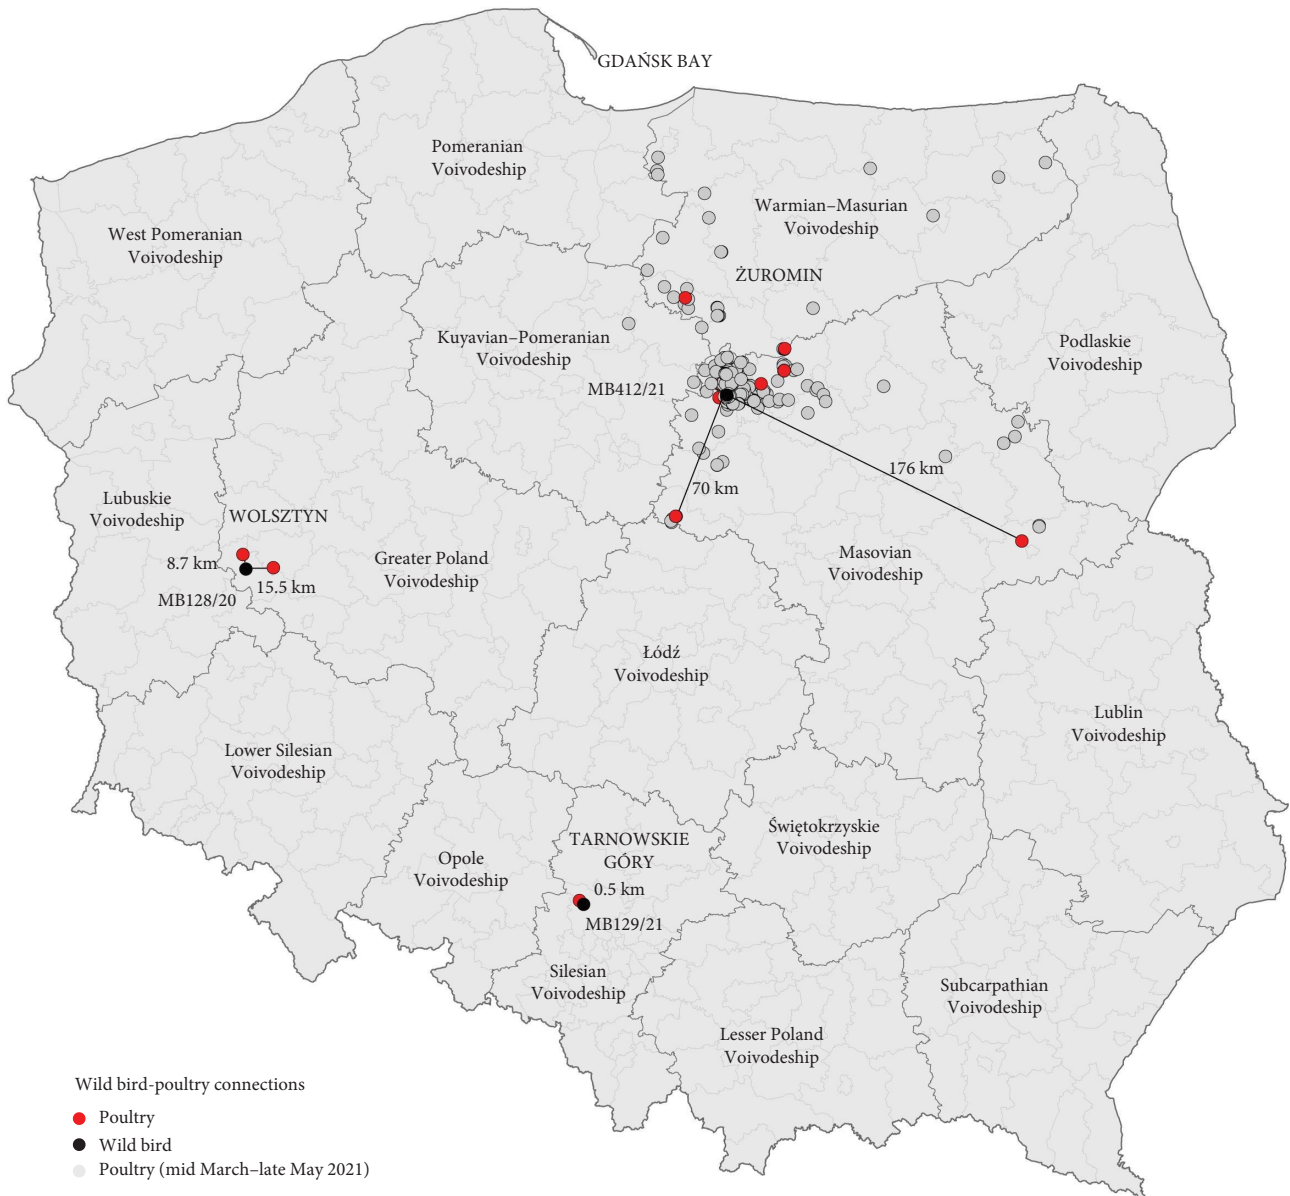 GDAŃSK BAY
Pomeranian
Voivodeship
Warmian–Masurian
Voivodeship
West Pomeranian
Voivodeship
ŻUROMIN
Kuyavian–Pomeranian
Voivodeship
Podlaskie
Voivodeship
MB412/21
176 km
70 km
Lubuskie
Voivodeship
WOLSZTYN
8.7 km
15.5 km
MB128/20
Greater Poland
Voivodeship
Masovian
Voivodeship
Łódź
Voivodeship
Lublin
Voivodeship
Lower Silesian
Voivodeship
TARNOWSKIE
GÓRY
Świętokrzyskie
Voivodeship
Opole
Voivodeship
0.5 km
MB129/21
Silesian
Voivodeship
Subcarpathian
Voivodeship
Lesser Poland
Voivodeship
Wild bird-poultry connections
Poultry
Wild bird
Poultry (mid March–late May 2021)